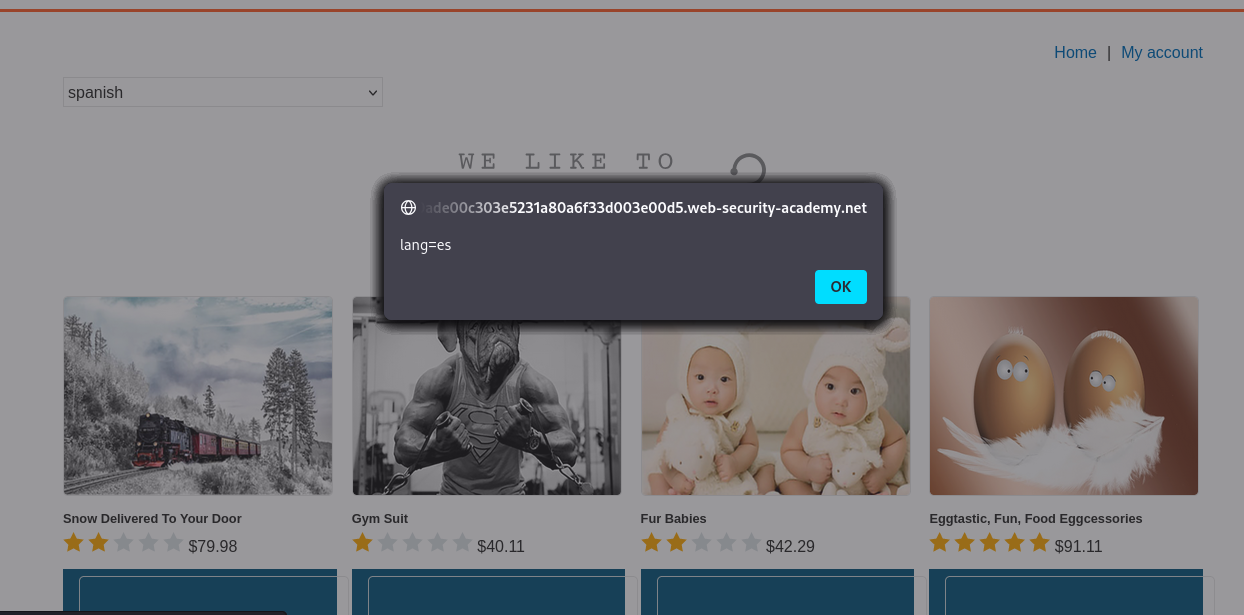 Home | My account
spanish
WE LIKE TO
ade00c303e5231a80a6f33d003e00d5.web-security-academy.net
lang=es
OK
Snow Delivered To Your Door
Gym Suit
Fur Babies
Eggtastic, Fun, Food Eggcessories
$79.98
$40.11
$42.29
$91.11